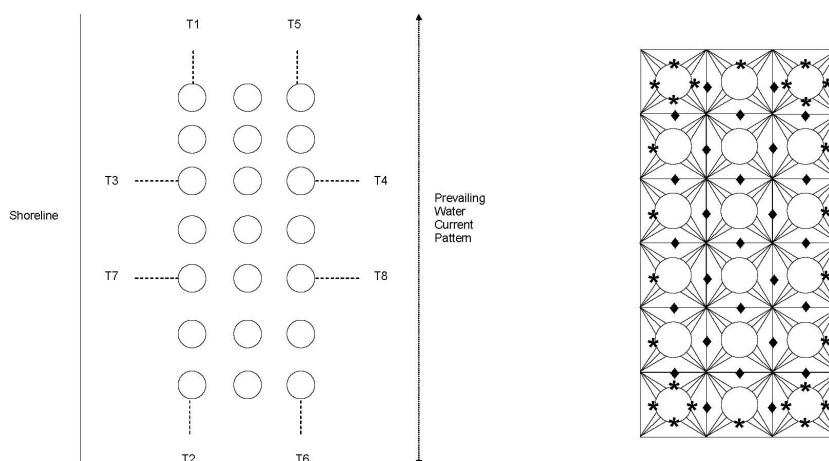 T1
T5
T3
T4
Shoreline
Prevailing
Water
Current
Pattern
T7
T8
T2
T6